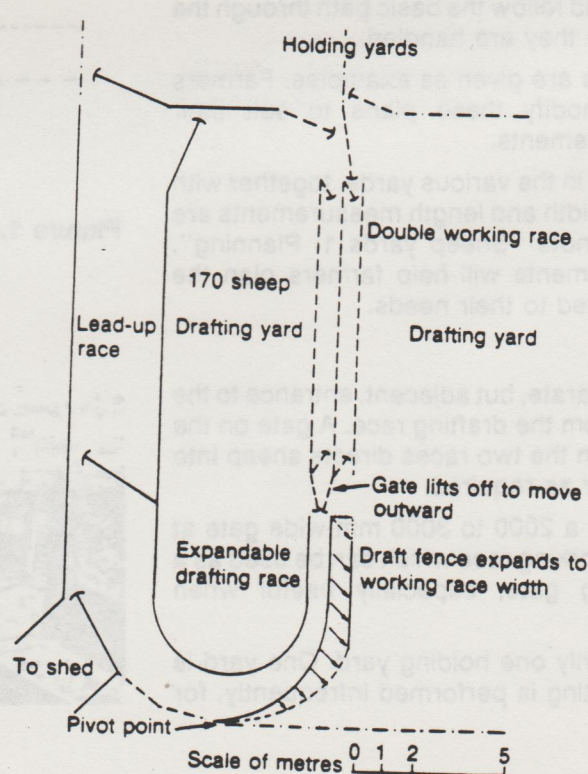 Holding yards
Double working race
170 sheep
Lead-up
race
Drafting yard
Drafting yard
Gate lifts off to move
outward
Expandable
drafting race
Draft fence expands to
working race width
To shed
Pivot point
Scale of metres 0 1 2 5